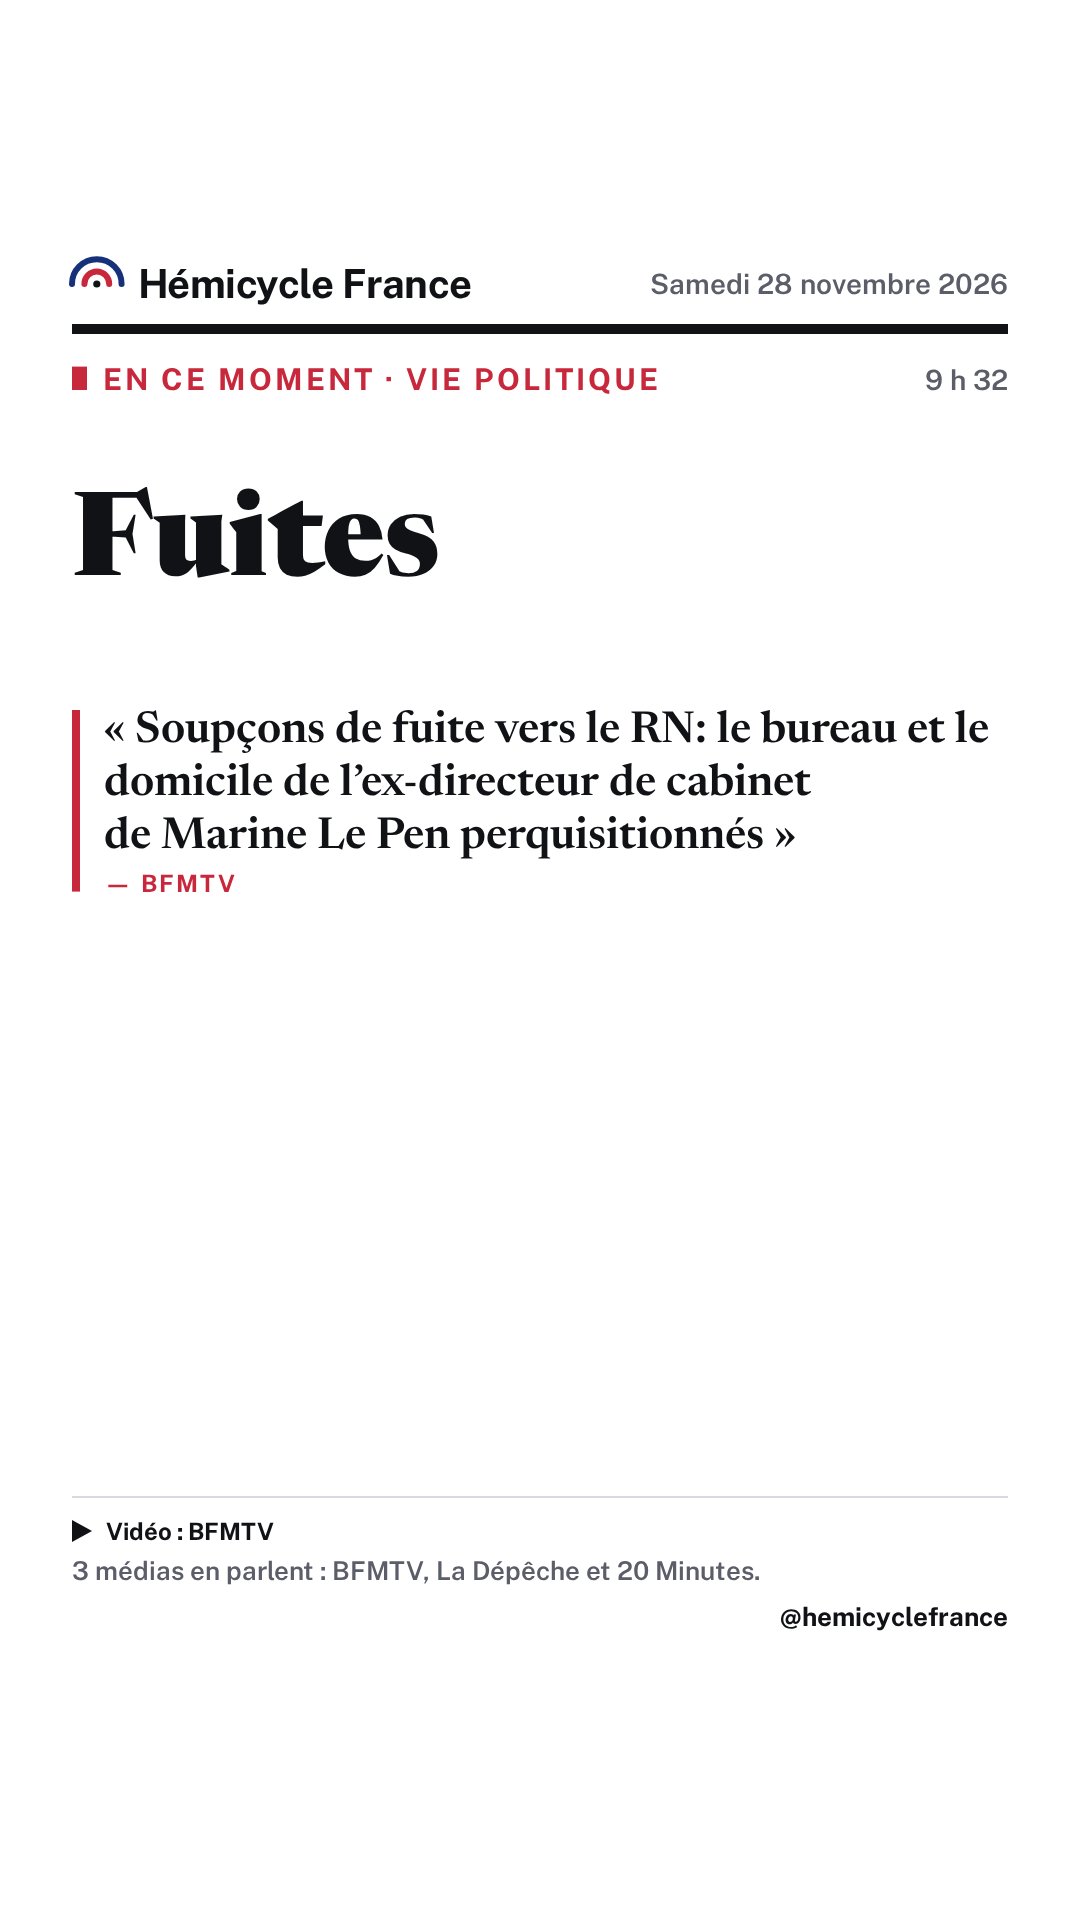 Hémicycle France
Samedi 28 novembre 2026
EN CE MOMENT · VIE POLITIQUE
9 h 32
Fuites
« Soupçons de fuite vers le RN: le bureau et le
domicile de l’ex-directeur de cabinet
de Marine Le Pen perquisitionnés »
— BFMTV
Vidéo : BFMTV
3 médias en parlent : BFMTV, La Dépêche et 20 Minutes.
@hemicyclefrance